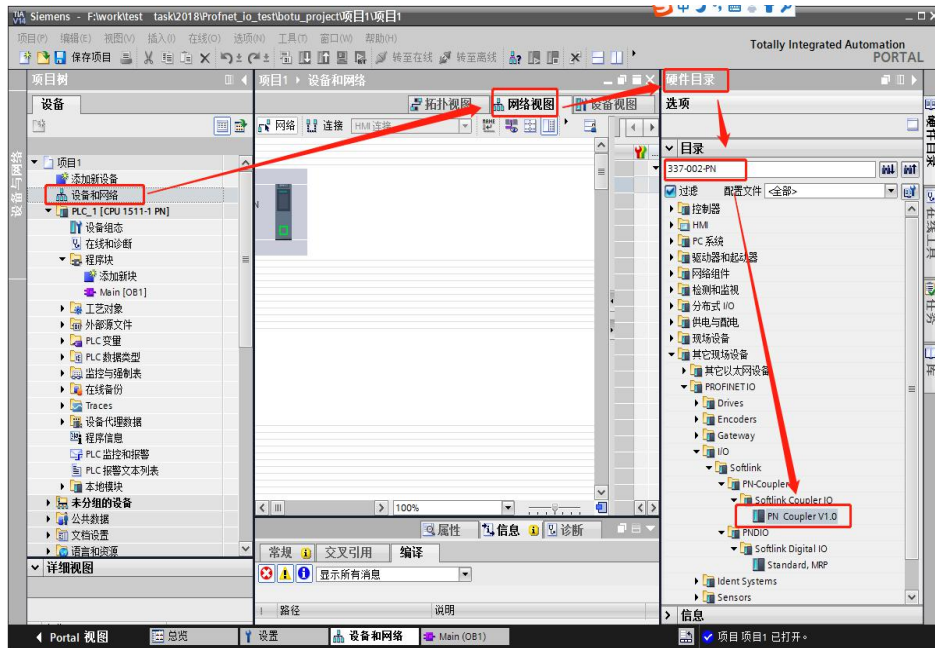 Siemens - F:\work\test task\2018\Profnet_io_test\botu_project\项目1\项目1
项目(P) 编辑(E) 视图(V) 插入(I) 在线(O) 选项(N) 工具(T) 窗口(W) 帮助(H)
Totally Integrated Automation
PORTAL
保存项目 转至在线 转至离线
项目树
项目1 ▸ 设备和网络
硬件目录
设备
拓扑视图 网络视图 设备视图
选项
网络 连接 HMI 连接
目录
337-002-PN
过滤 配置文件 <全部>
项目1
添加新设备
设备和网络
PLC_1 [CPU 1511-1 PN]
设备组态
在线和诊断
程序块
添加新块
Main [OB1]
工艺对象
外部源文件
PLC 变量
PLC 数据类型
监控与强制表
在线备份
Traces
设备代理数据
程序信息
PLC 监控和报警
PLC 报警文本列表
本地模块
未分组的设备
公共数据
文档设置
语言和资源
详细视图
控制器
HMI
PC 系统
驱动器和起动器
网络组件
检测和监视
分布式 I/O
供电与配电
现场设备
其它现场设备
其它以太网设备
PROFINET IO
Drives
Encoders
Gateway
I/O
Softlink
PN-Coupler
Softlink Coupler IO
PN Coupler V1.0
PNDIO
Softlink Digital IO
Standard, MRP
Ident Systems
Sensors
信息
100%
属性 信息 诊断
常规 交叉引用 编译
显示所有消息
路径 说明
设备与网络
硬件目录
在线工具
任务
库
Portal 视图 总览 设置 设备和网络 Main (OB1)
项目 项目1 已打开。